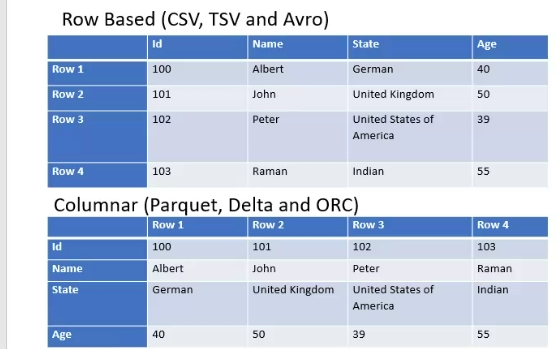 Row Based (CSV, TSV and Avro)
Id Name State Age
Row 1 100 Albert German 40
Row 2 101 John United Kingdom 50
Row 3 102 Peter United States of America 39
Row 4 103 Raman Indian 55
Columnar (Parquet, Delta and ORC)
Row 1 Row 2 Row 3 Row 4
Id 100 101 102 103
Name Albert John Peter Raman
State German United Kingdom United States of America Indian
Age 40 50 39 55